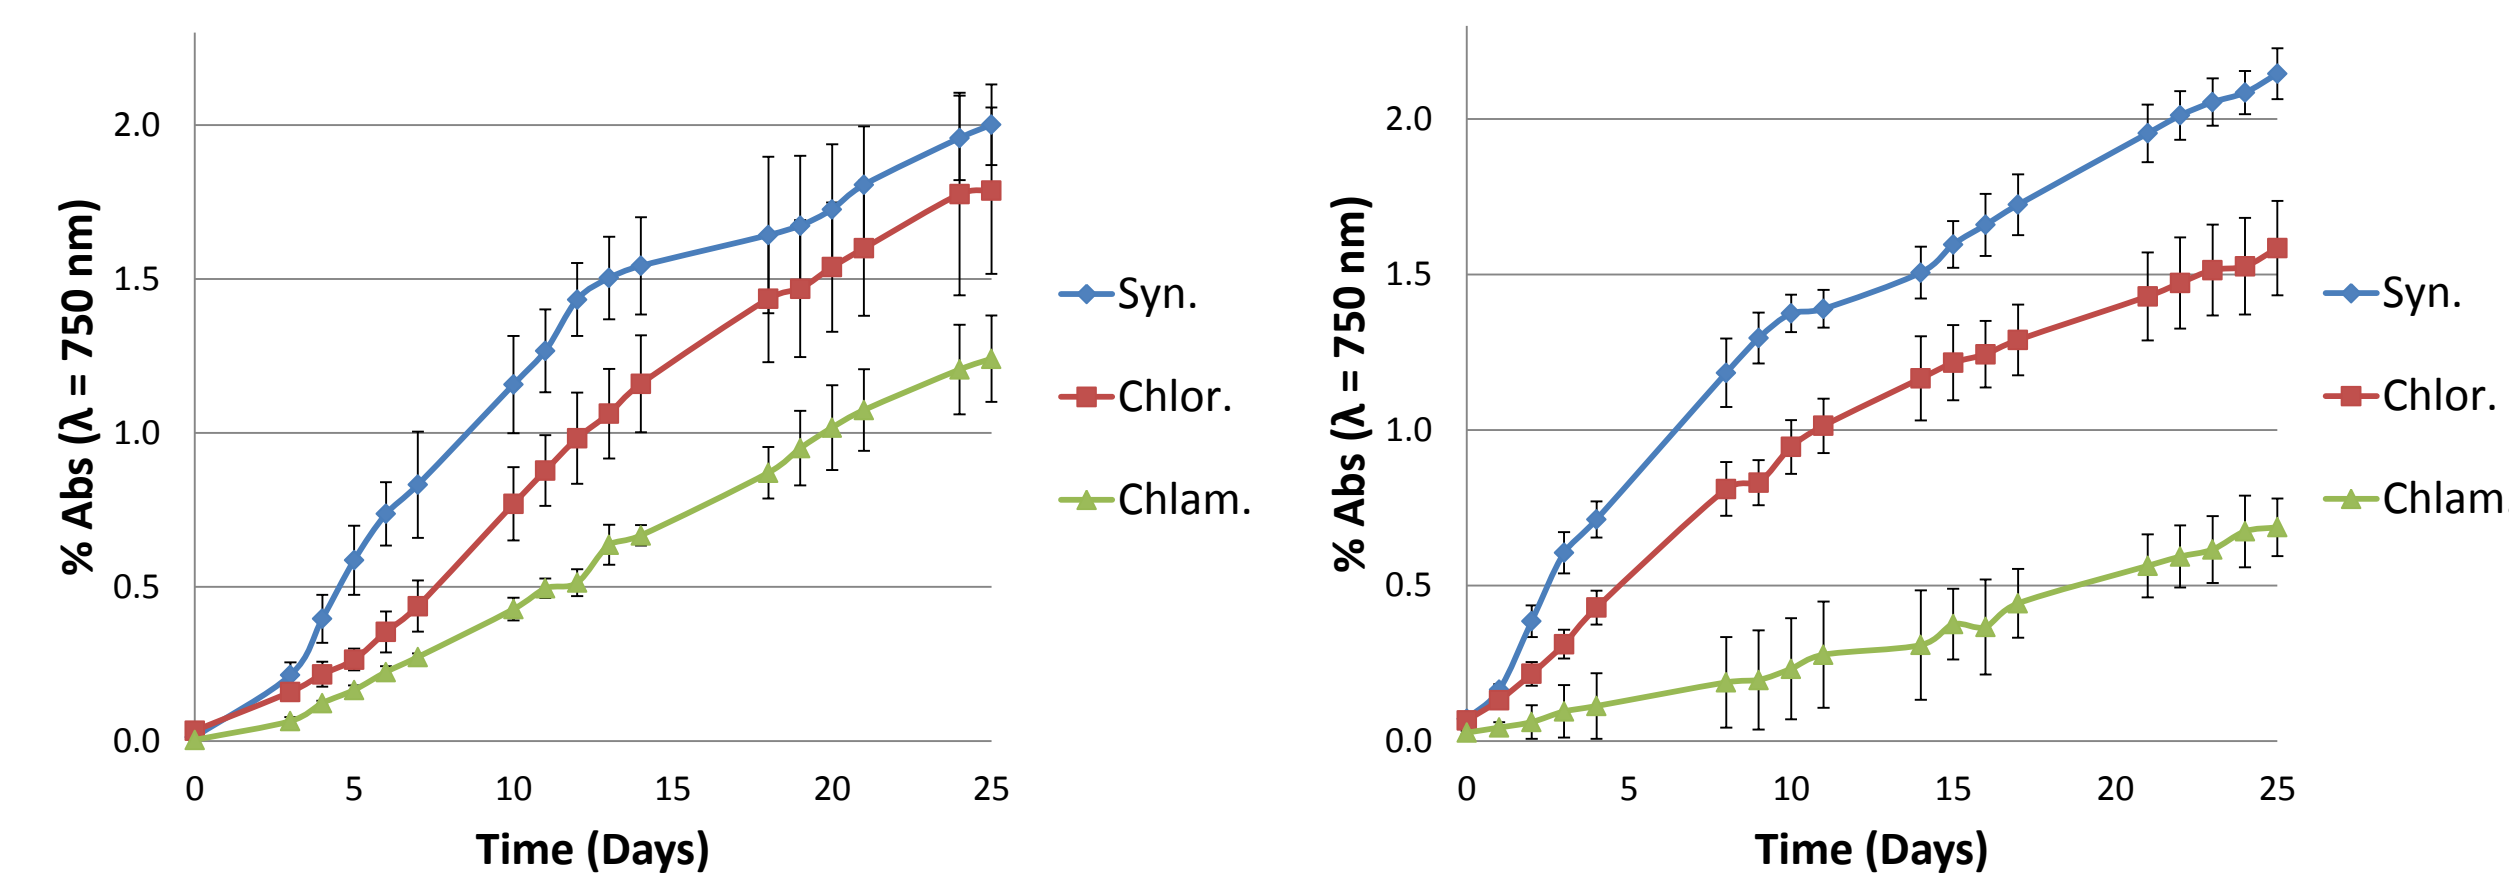 % Abs (λ = 750 nm)
2.0
1.5
1.0
0.5
0.0
0 5 10 15 20 25
Time (Days)
Syn.
Chlor.
Chlam.
% Abs (λ = 750 nm)
2.0
1.5
1.0
0.5
0.0
0 5 10 15 20 25
Time (Days)
Syn.
Chlor.
Chlam.